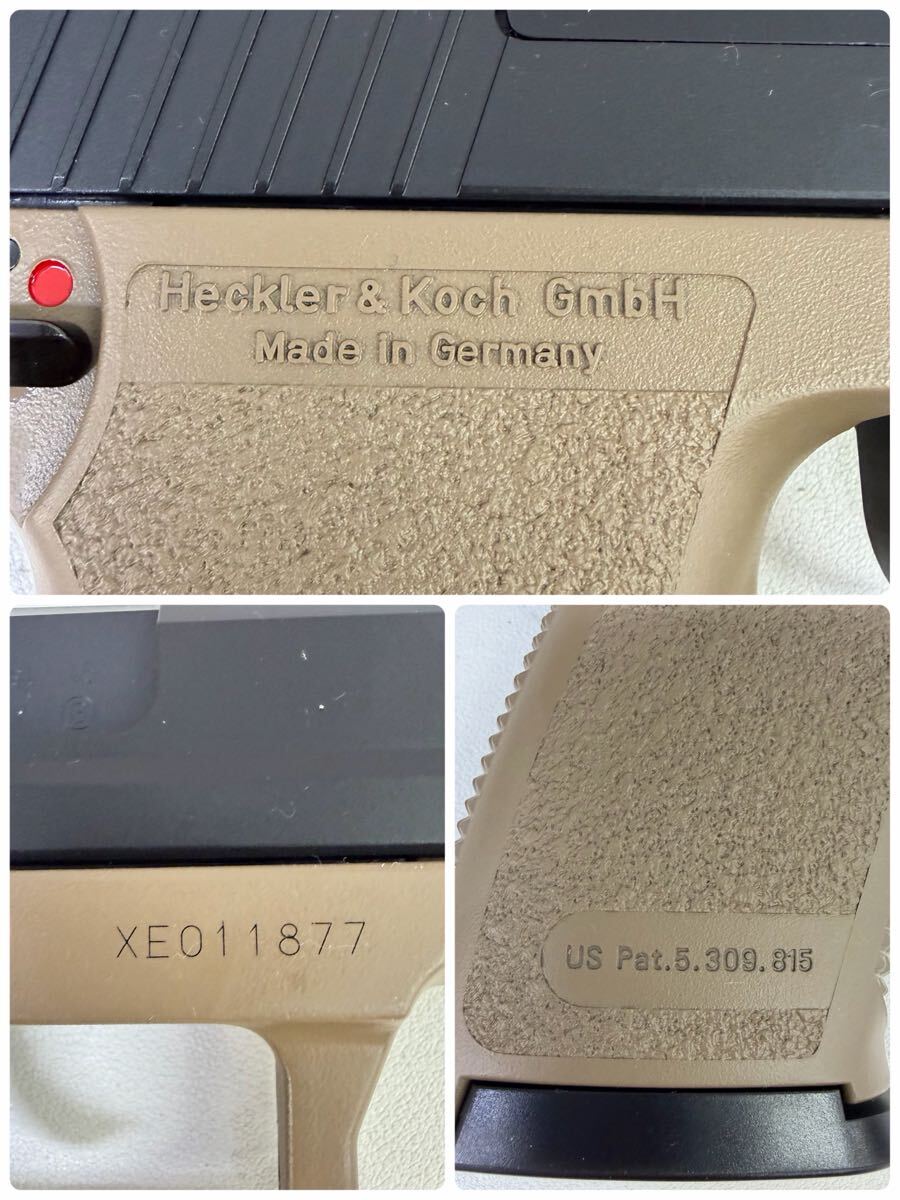 Heckler & Koch GmbH
Made in Germany
XE011877
US Pat.5.309.815